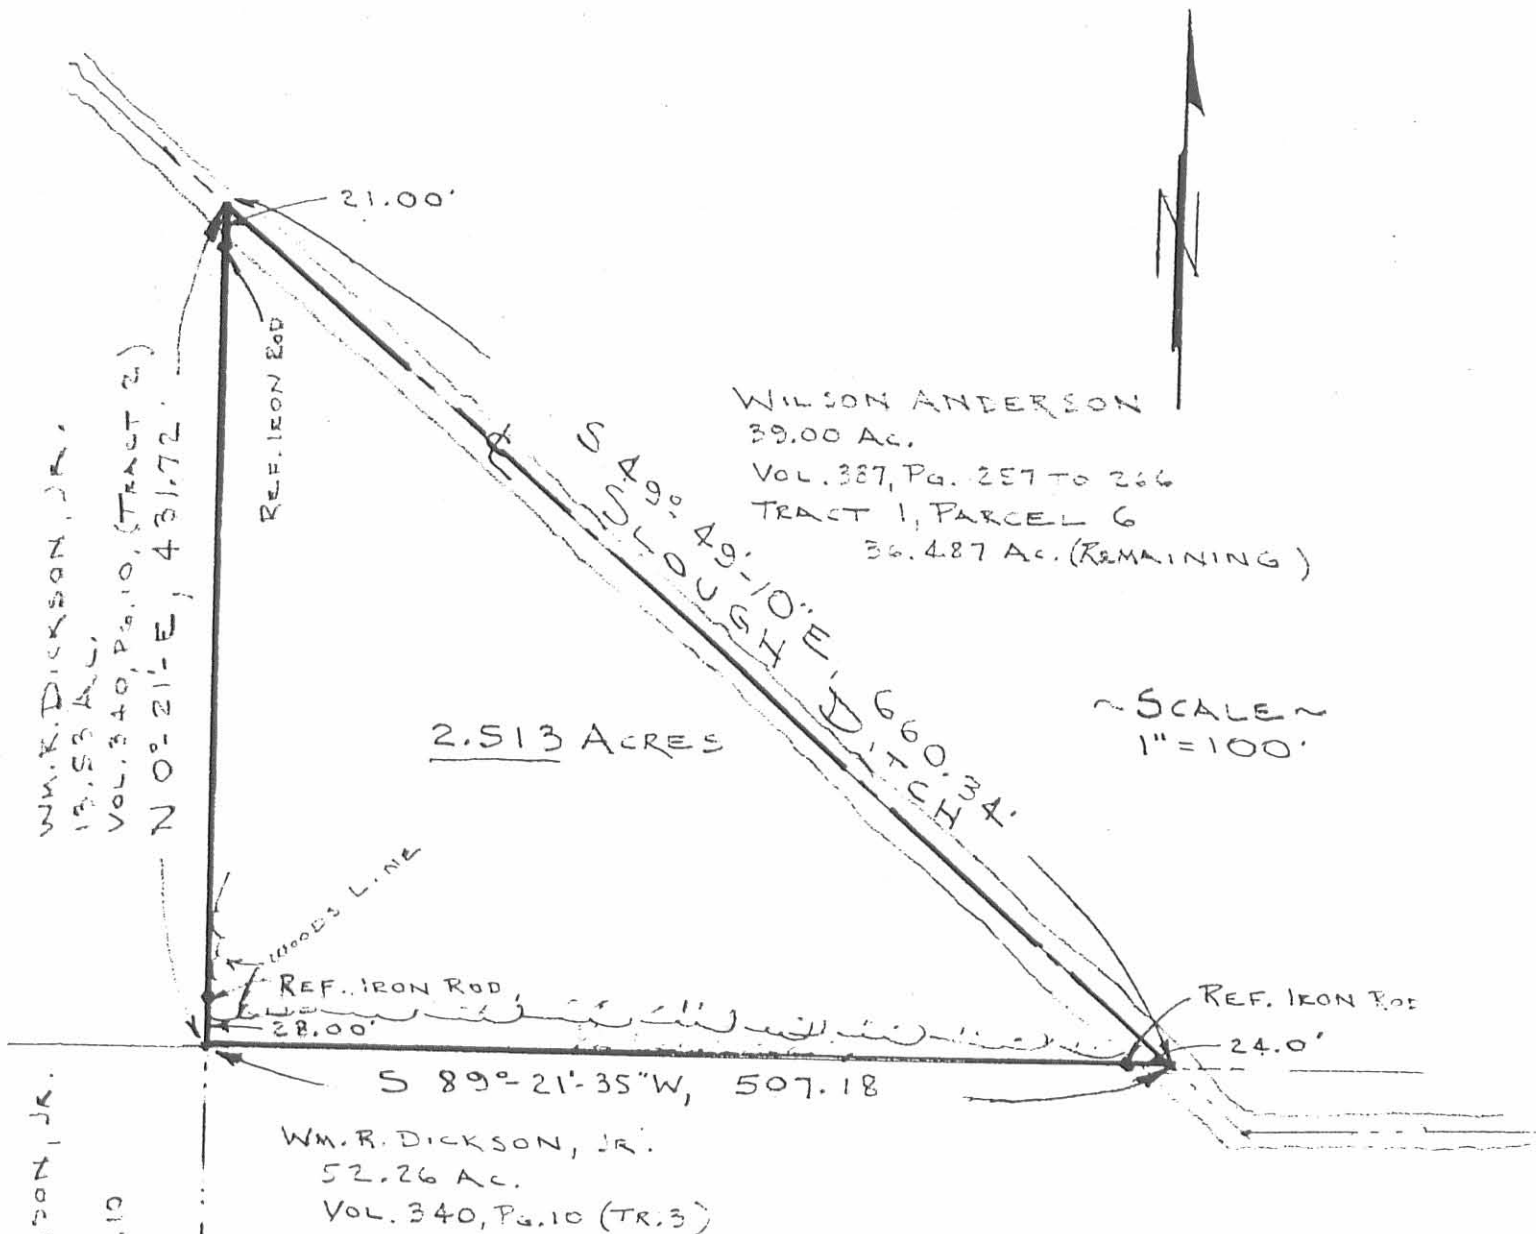 21.00'
N
REF. IRON ROD
WM. R. DICKSON, JR.
13.53 AC.
VOL. 340, PG. 10, (TRACT 2)
N 0°-21'-E, 431.72'
WILSON ANDERSON
39.00 AC.
VOL. 387, PG. 257 TO 266
TRACT 1, PARCEL 6
36.487 AC. (REMAINING)
S 49°-49'-10"E, 660.34'
SLOUGH DITCH
~SCALE~
1"=100'
2.513 ACRES
WOODS LINE
REF. IRON ROD
28.00'
REF. IRON ROD
24.0'
S 89°-21'-35"W, 507.18
WM. R. DICKSON, JR.
52.26 AC.
VOL. 340, PG. 10 (TR. 3)
SON, JR.
.10